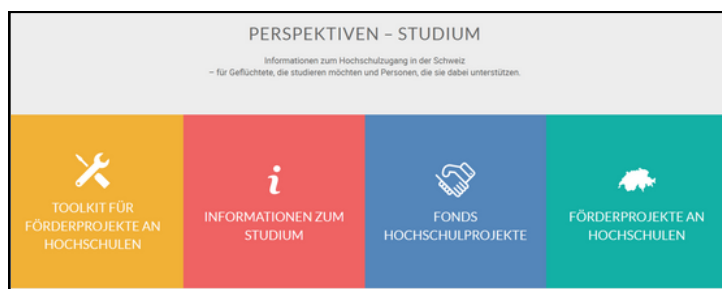 PERSPEKTIVEN – STUDIUM
Informationen zum Hochschulzugang in der Schweiz
– für Geflüchtete, die studieren möchten und Personen, die sie dabei unterstützen.
TOOLKIT FÜR
FÖRDERPROJEKTE AN
HOCHSCHULEN
INFORMATIONEN ZUM
STUDIUM
FONDS
HOCHSCHULPROJEKTE
FÖRDERPROJEKTE AN
HOCHSCHULEN